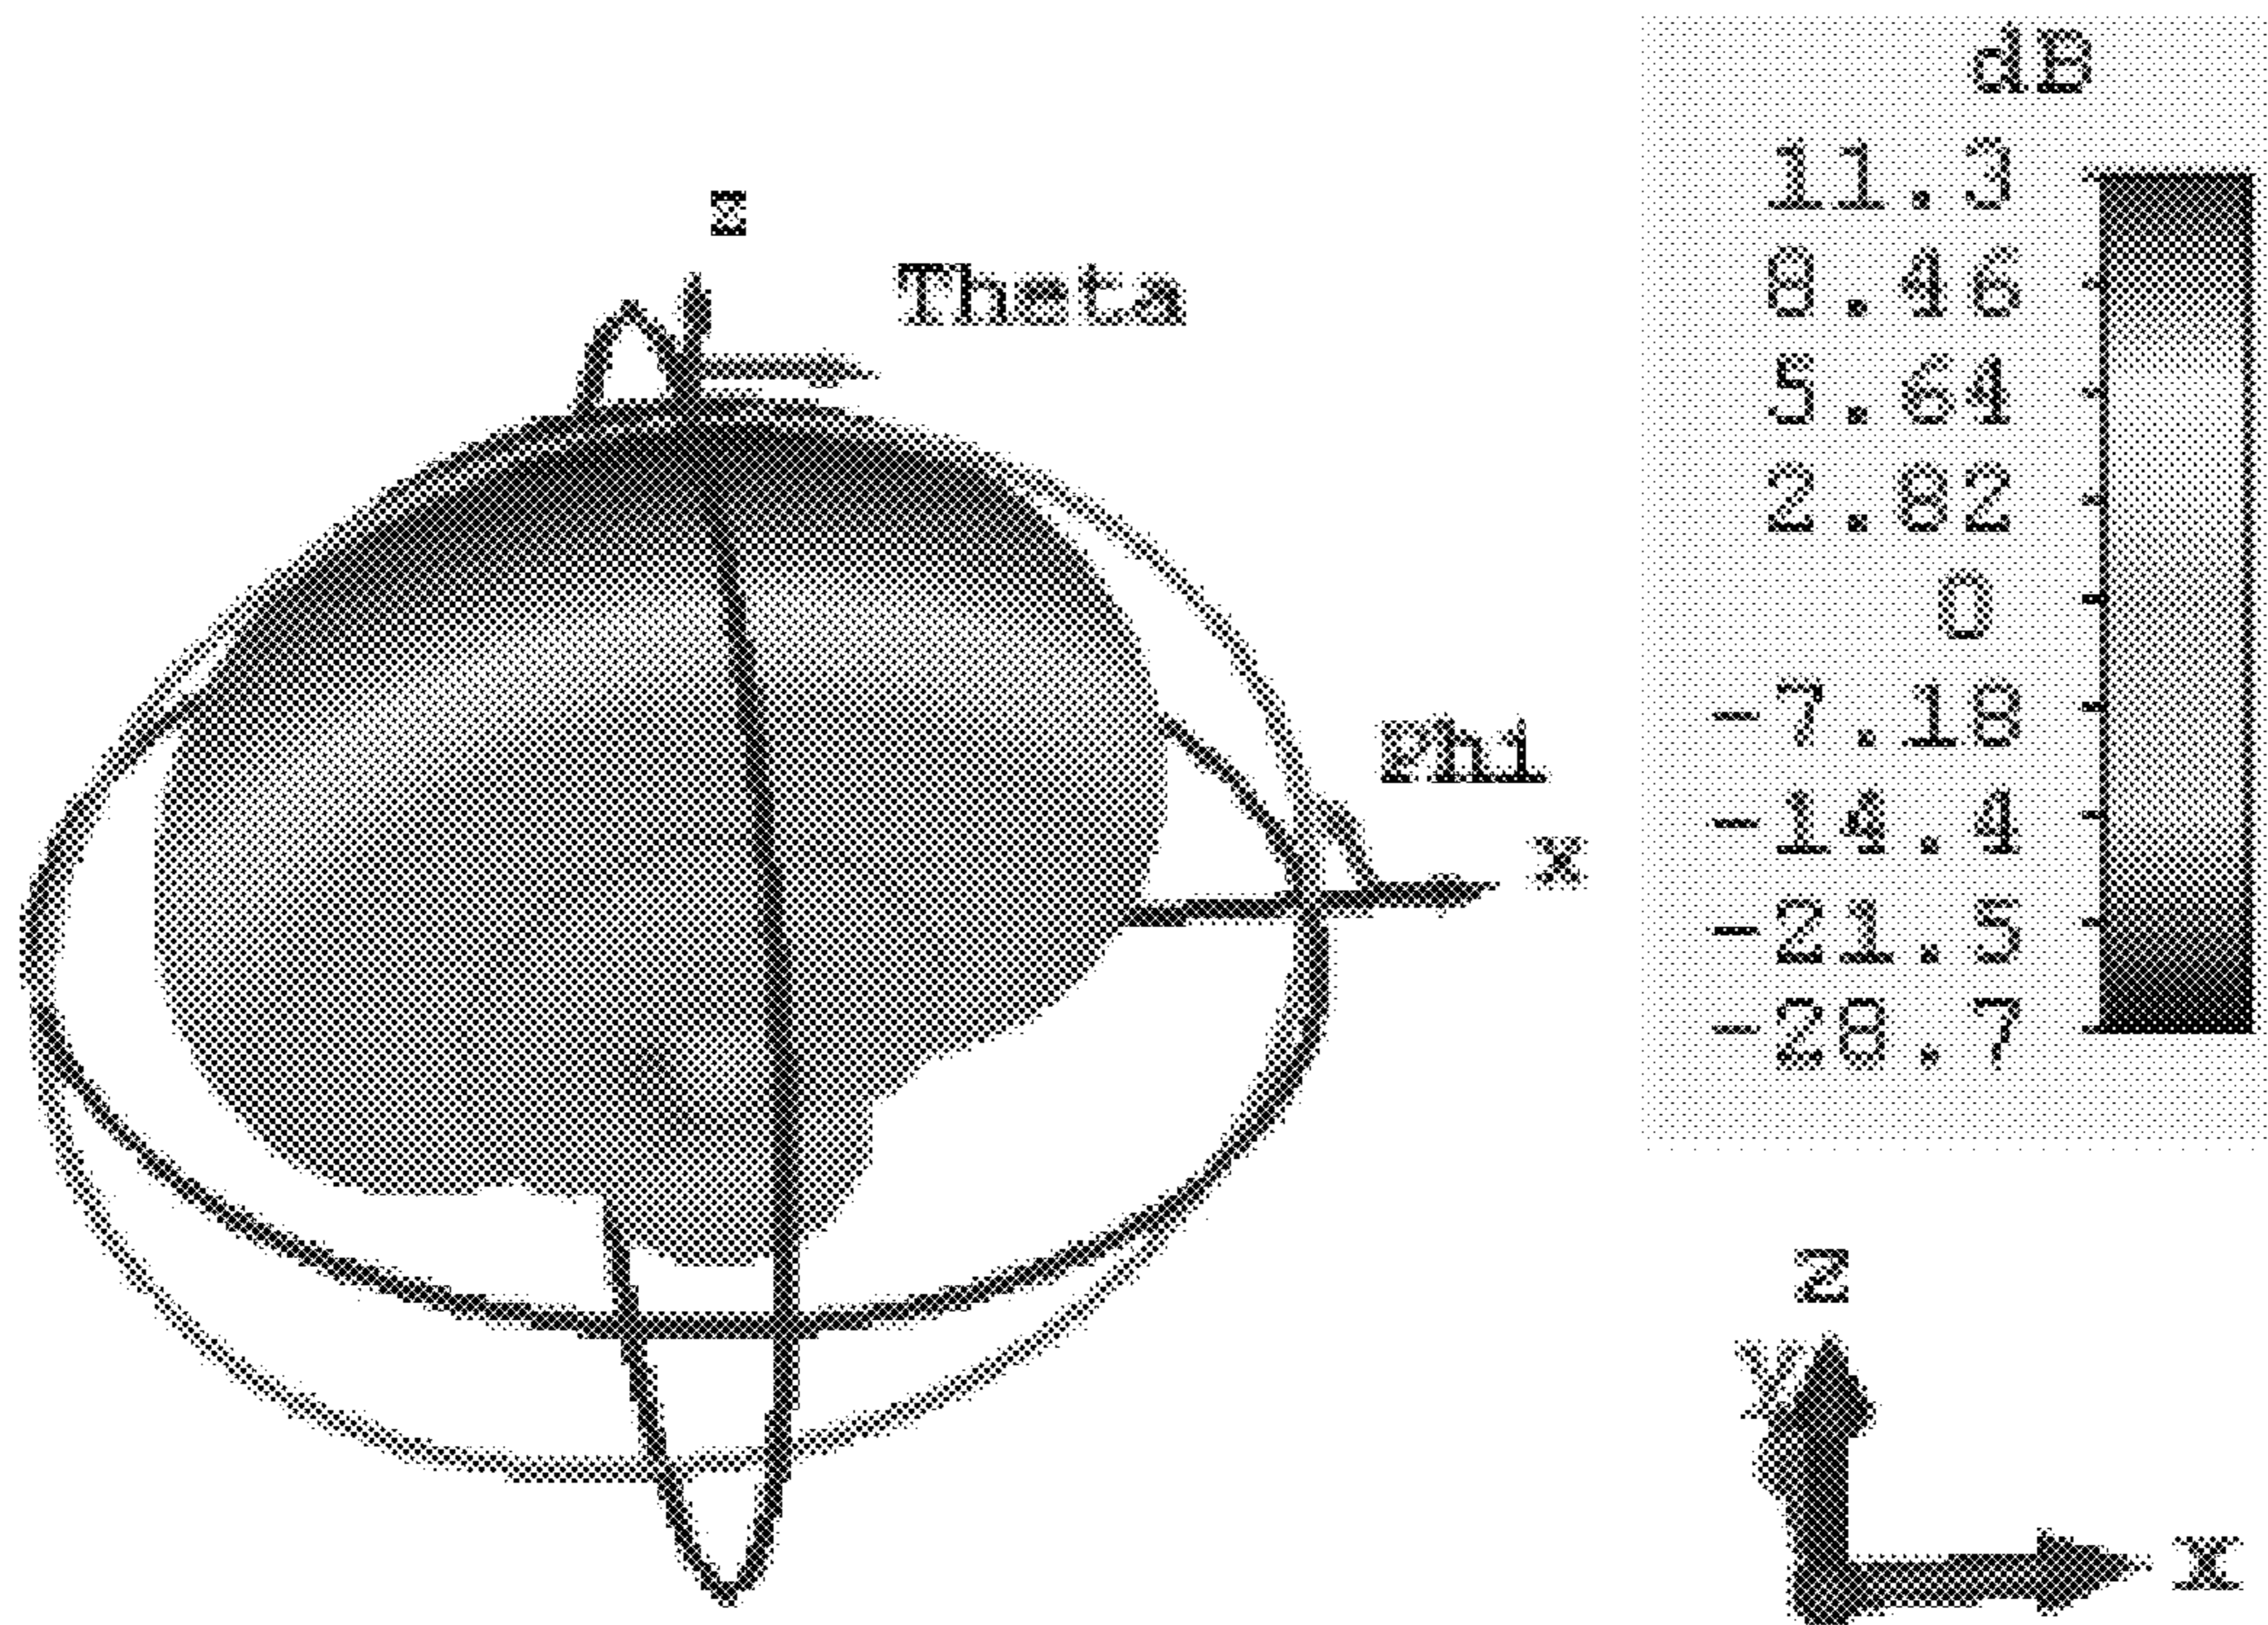 dB
11.3
8.46
5.64
2.82
0
-7.18
-14.4
-21.5
-28.7
z
Theta
Phi
x
z
y
x